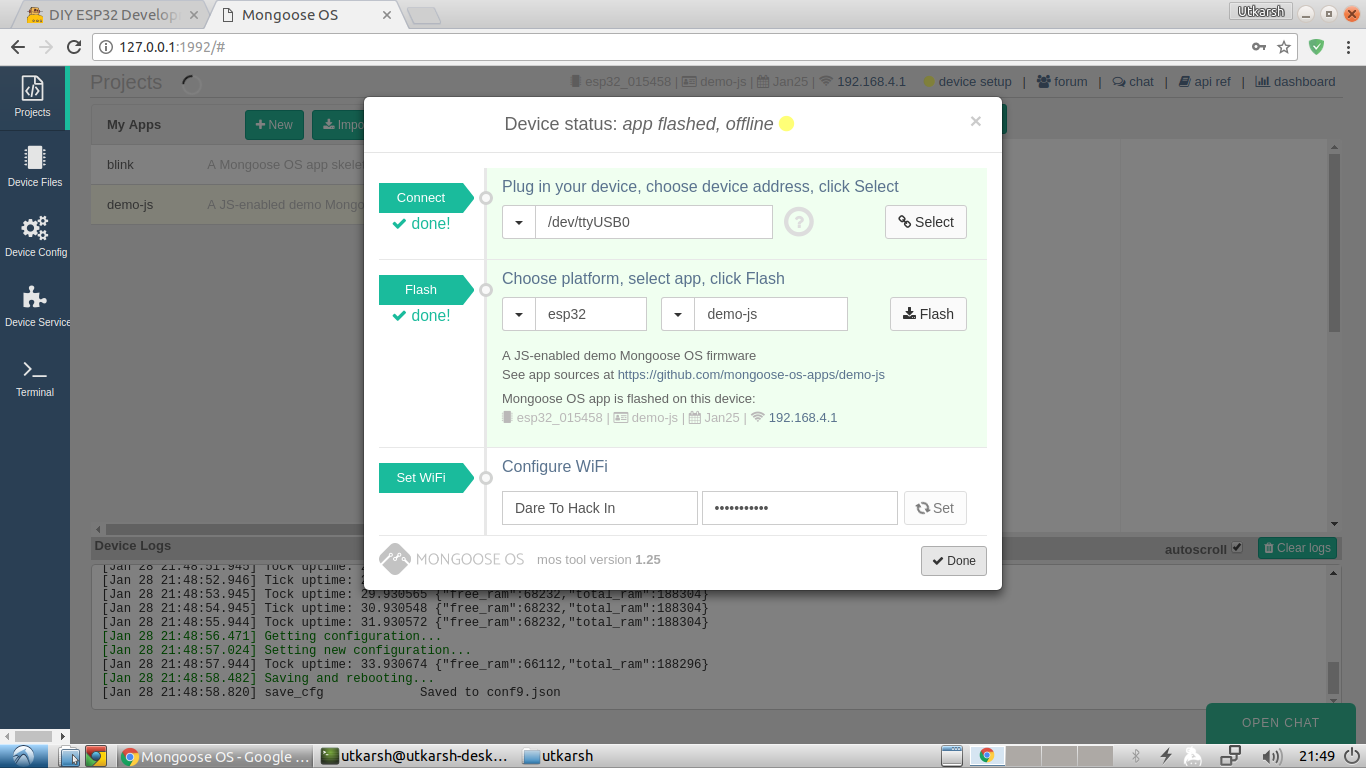 DIY ESP32 Develop
Mongoose OS
Utkarsh
127.0.0.1:1992/#
Projects
Projects
esp32_015458 | demo-js | Jan25 | 192.168.4.1
device setup | forum | chat | api ref | dashboard
My Apps
New
Impo
blink
A Mongoose OS app skele
demo-js
A JS-enabled demo Mongo
Device Files
Device Config
Device Service
Terminal
Device status: app flashed, offline
×
Connect
done!
Plug in your device, choose device address, click Select
/dev/ttyUSB0
?
Select
Flash
done!
Choose platform, select app, click Flash
esp32
demo-js
Flash
A JS-enabled demo Mongoose OS firmware
See app sources at https://github.com/mongoose-os-apps/demo-js
Mongoose OS app is flashed on this device:
esp32_015458 | demo-js | Jan25 | 192.168.4.1
Set WiFi
Configure WiFi
Dare To Hack In
•••••••••••
Set
MONGOOSE OS
mos tool version 1.25
Done
Device Logs
autoscroll
Clear logs
[Jan 28 21:48:51.945] Tock uptime: 2
[Jan 28 21:48:52.946] Tick uptime: 2
[Jan 28 21:48:53.945] Tock uptime: 29.930565 {"free_ram":68232,"total_ram":188304}
[Jan 28 21:48:54.945] Tick uptime: 30.930548 {"free_ram":68232,"total_ram":188304}
[Jan 28 21:48:55.944] Tock uptime: 31.930572 {"free_ram":68232,"total_ram":188304}
[Jan 28 21:48:56.471] Getting configuration...
[Jan 28 21:48:57.024] Setting new configuration...
[Jan 28 21:48:57.944] Tock uptime: 33.930674 {"free_ram":66112,"total_ram":188296}
[Jan 28 21:48:58.482] Saving and rebooting...
[Jan 28 21:48:58.820] save_cfg Saved to conf9.json
OPEN CHAT
Mongoose OS - Google ...
utkarsh@utkarsh-desk...
utkarsh
21:49